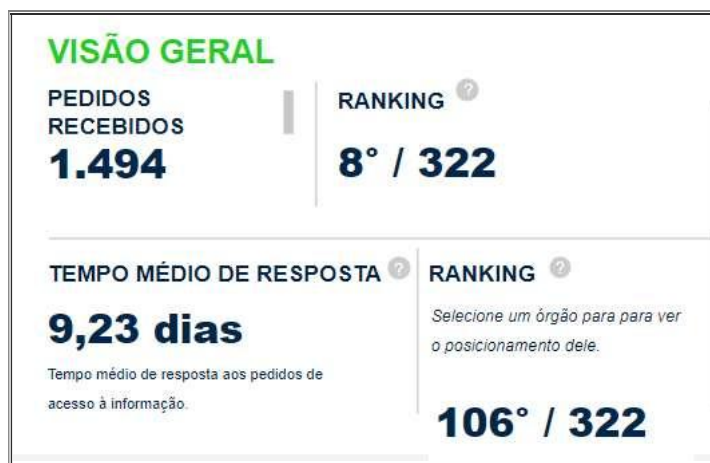 VISÃO GERAL
PEDIDOS
RECEBIDOS
1.494
RANKING ?
8° / 322
TEMPO MÉDIO DE RESPOSTA ?
9,23 dias
Tempo médio de resposta aos pedidos de
acesso à informação.
RANKING ?
Selecione um órgão para para ver
o posicionamento dele.
106° / 322